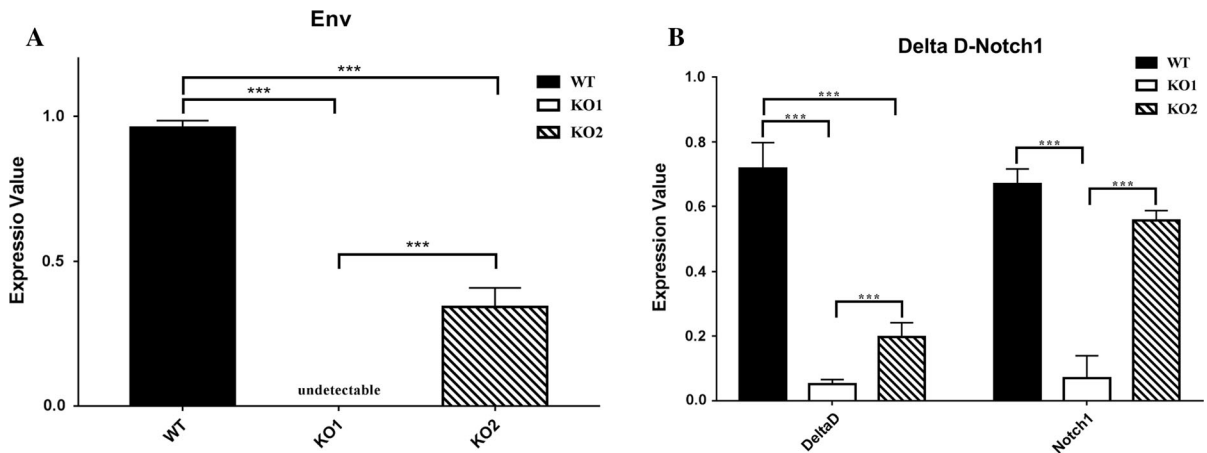 A
Env
***
***
***
WT
KO1
KO2
Expressio Value
1.0
0.5
0.0
undetectable
WT
KO1
KO2
B
Delta D-Notch1
WT
KO1
KO2
Expression Value
1.0
0.8
0.6
0.4
0.2
0.0
***
***
***
***
***
DeltaD
Notch1